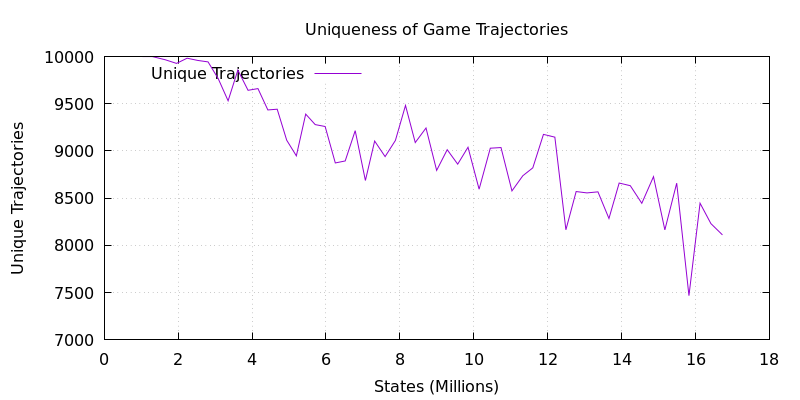 Uniqueness of Game Trajectories
Unique Trajectories
Unique Trajectories
10000
9500
9000
8500
8000
7500
7000
0 2 4 6 8 10 12 14 16 18
States (Millions)